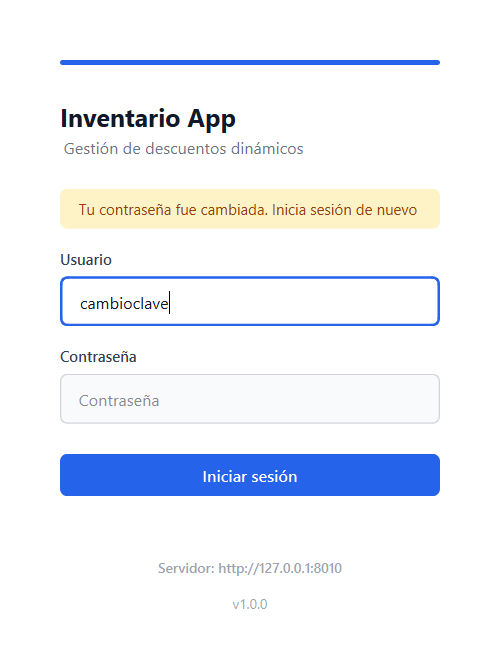 Inventario App
Gestión de descuentos dinámicos
Tu contraseña fue cambiada. Inicia sesión de nuevo
Usuario
cambioclave
Contraseña
Contraseña
Iniciar sesión
Servidor: http://127.0.0.1:8010
v1.0.0